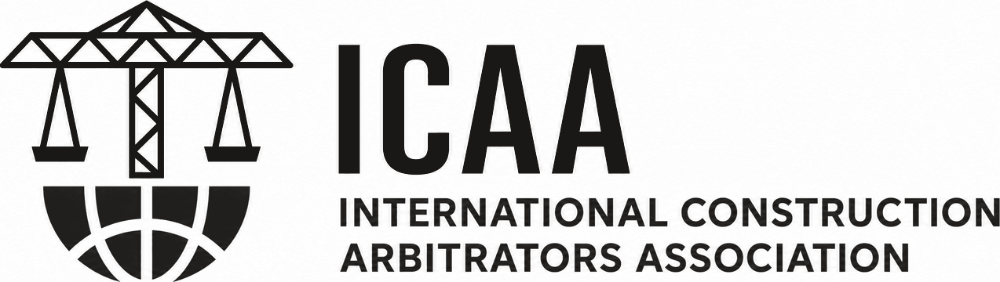 ICAA
INTERNATIONAL CONSTRUCTION
ARBITRATORS ASSOCIATION